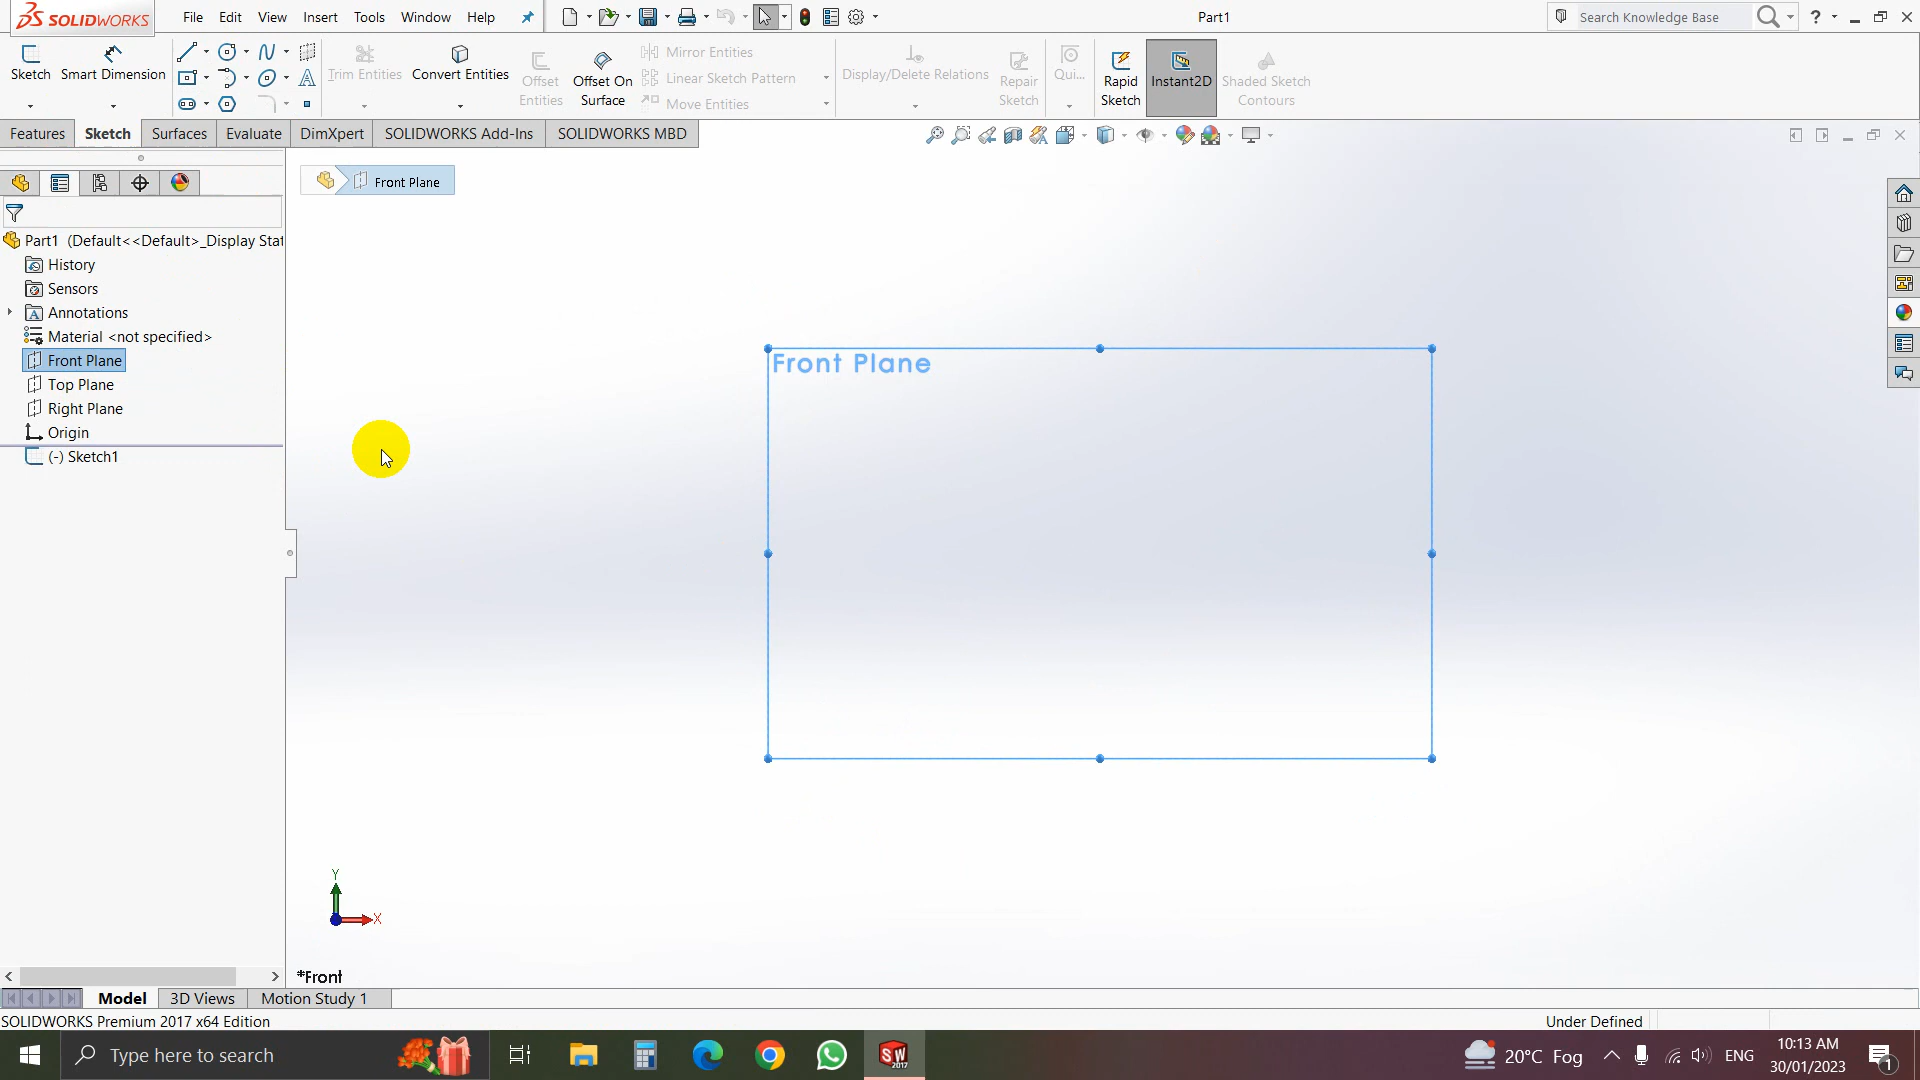 SOLIDWORKS File Edit View Insert Tools Window Help Part1 Search Knowledge Base ?
Sketch Smart Dimension Trim Entities Convert Entities Offset Entities Offset On Surface Mirror Entities Linear Sketch Pattern Move Entities Display/Delete Relations Repair Sketch Qui... Rapid Sketch Instant2D Shaded Sketch Contours
Features Sketch Surfaces Evaluate DimXpert SOLIDWORKS Add-Ins SOLIDWORKS MBD
Front Plane
Part1 (Default<<Default>_Display Stat
History
Sensors
Annotations
Material <not specified>
Front Plane
Top Plane
Right Plane
Origin
(-) Sketch1
Front Plane
Y
X
*Front
Model 3D Views Motion Study 1
SOLIDWORKS Premium 2017 x64 Edition Under Defined
Type here to search SW 2017 20°C Fog ENG 10:13 AM
30/01/2023 1